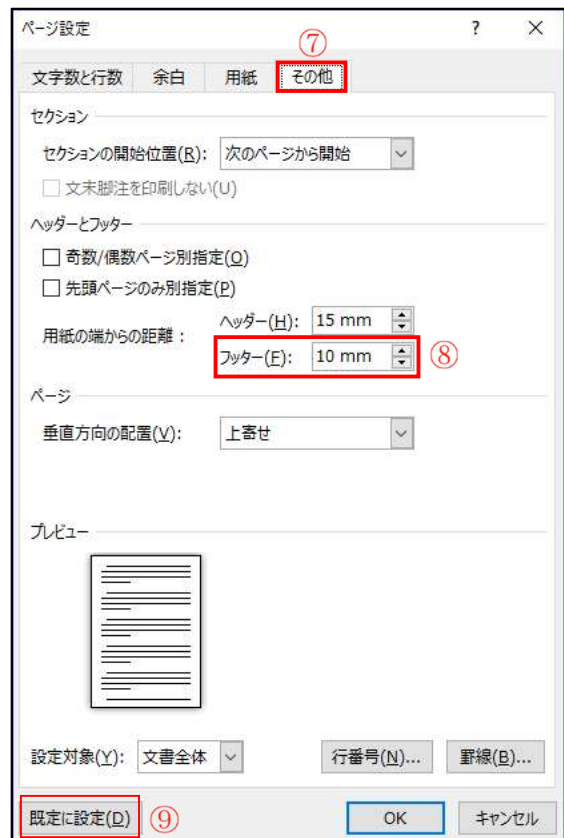 ページ設定 ?
⑦
文字数と行数 余白 用紙 その他
セクション
セクションの開始位置(R): 次のページから開始
文末脚注を印刷しない(U)
ヘッダーとフッター
奇数/偶数ページ別指定(O)
先頭ページのみ別指定(P)
用紙の端からの距離: ヘッダー(H): 15 mm
フッター(F): 10 mm ⑧
ページ
垂直方向の配置(V): 上寄せ
プレビュー
設定対象(Y): 文書全体 行番号(N)... 罫線(B)...
既定に設定(D) ⑨ OK キャンセル